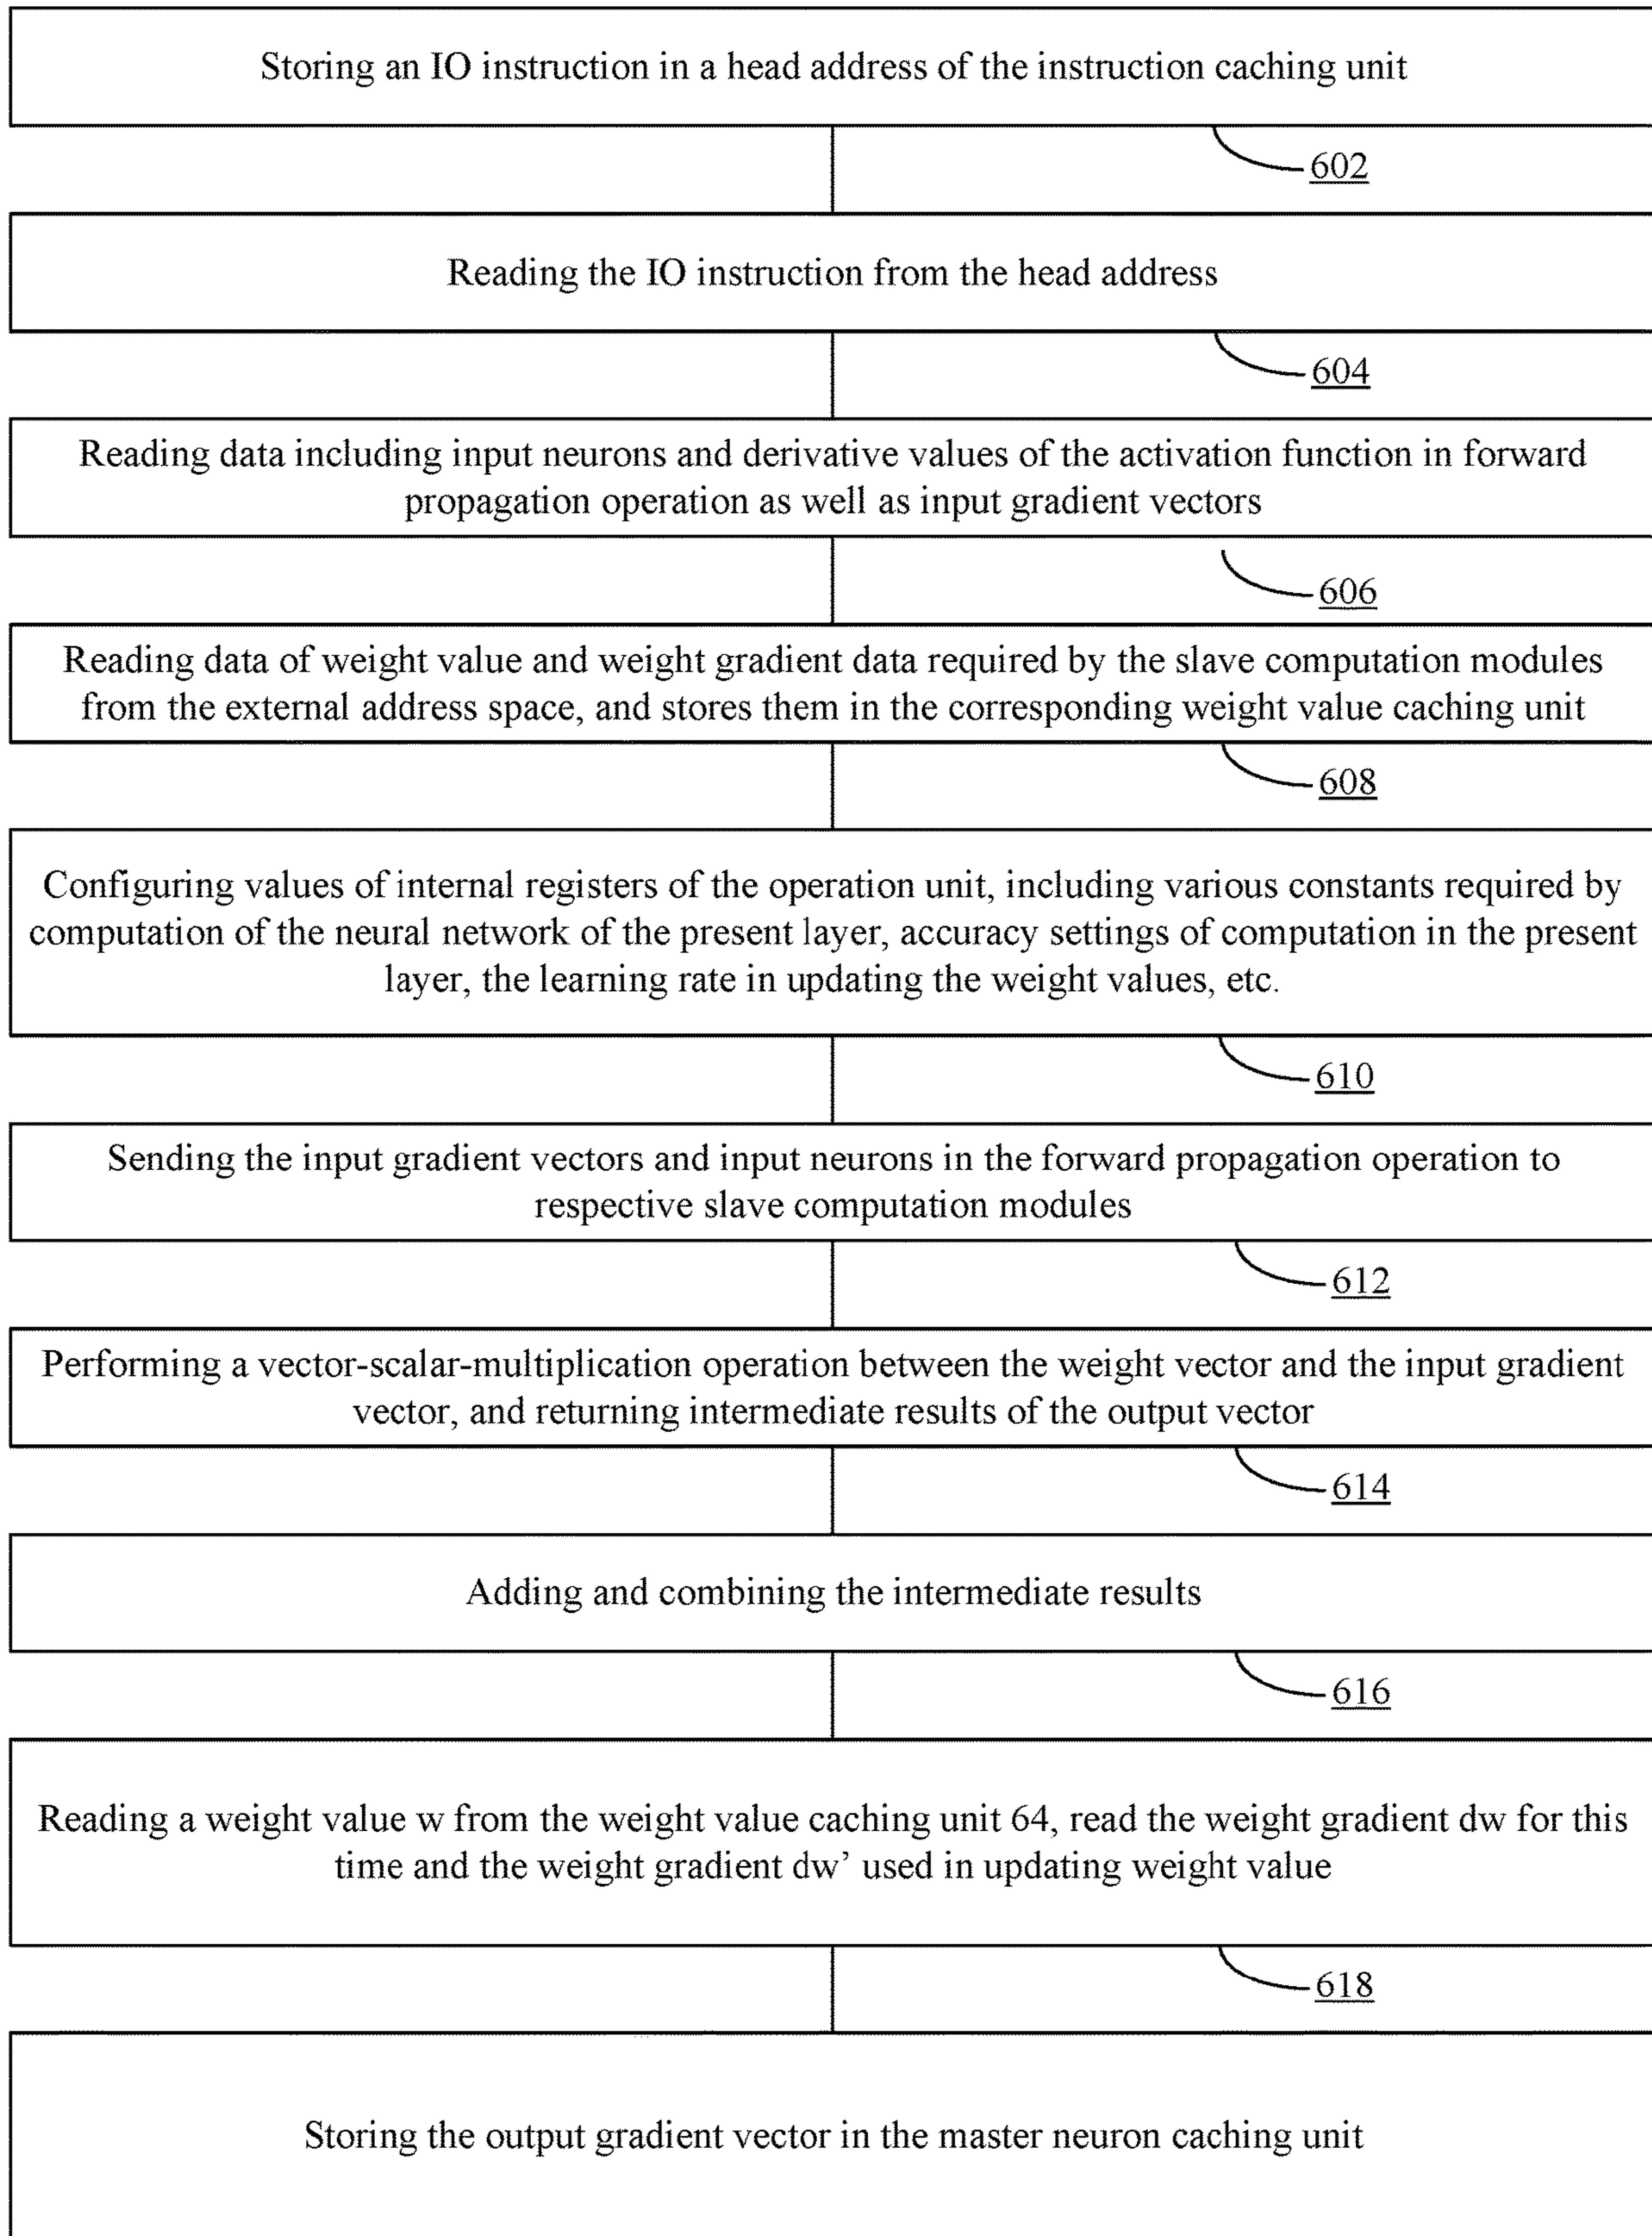 Storing an IO instruction in a head address of the instruction caching unit
602
Reading the IO instruction from the head address
604
Reading data including input neurons and derivative values of the activation function in forward
propagation operation as well as input gradient vectors
606
Reading data of weight value and weight gradient data required by the slave computation modules
from the external address space, and stores them in the corresponding weight value caching unit
608
Configuring values of internal registers of the operation unit, including various constants required by
computation of the neural network of the present layer, accuracy settings of computation in the present
layer, the learning rate in updating the weight values, etc.
610
Sending the input gradient vectors and input neurons in the forward propagation operation to
respective slave computation modules
612
Performing a vector-scalar-multiplication operation between the weight vector and the input gradient
vector, and returning intermediate results of the output vector
614
Adding and combining the intermediate results
616
Reading a weight value w from the weight value caching unit 64, read the weight gradient dw for this
time and the weight gradient dw’ used in updating weight value
618
Storing the output gradient vector in the master neuron caching unit